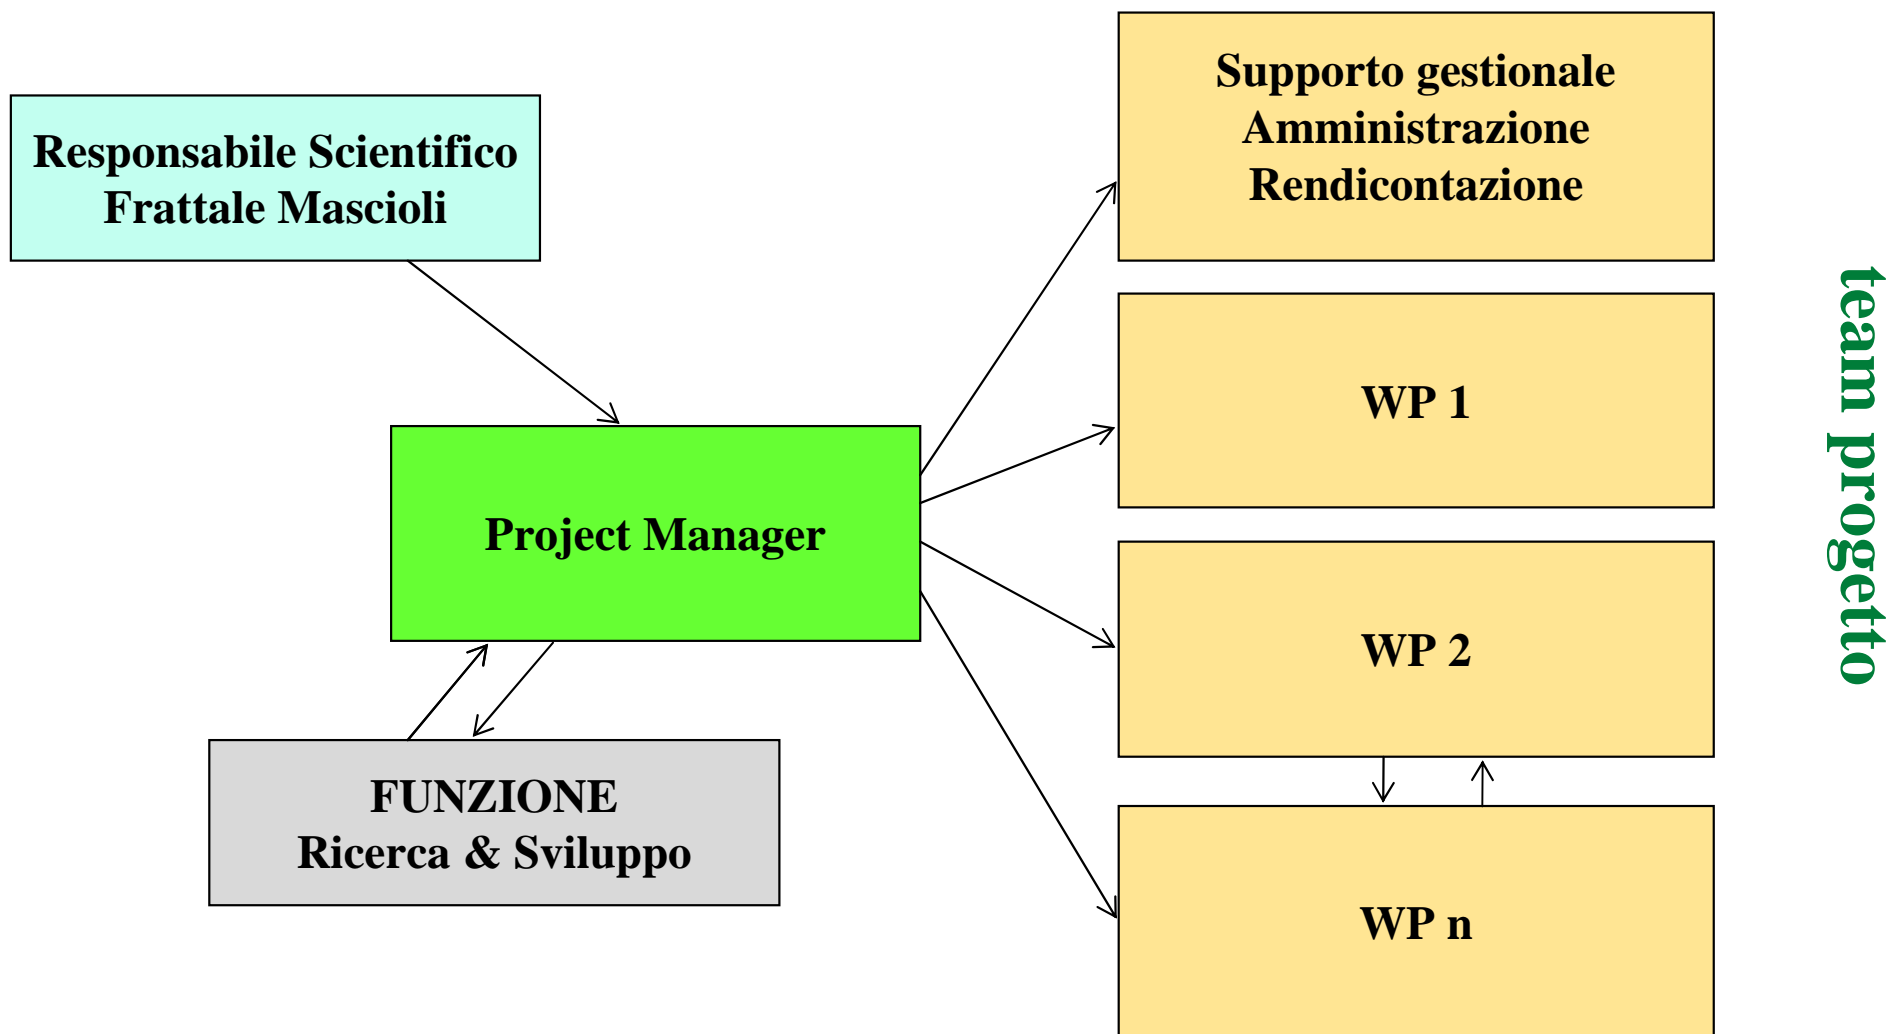 Responsabile Scientifico
Frattale Mascioli
Project Manager
FUNZIONE
Ricerca & Sviluppo
Supporto gestionale
Amministrazione
Rendicontazione
WP 1
WP 2
WP n
team progetto